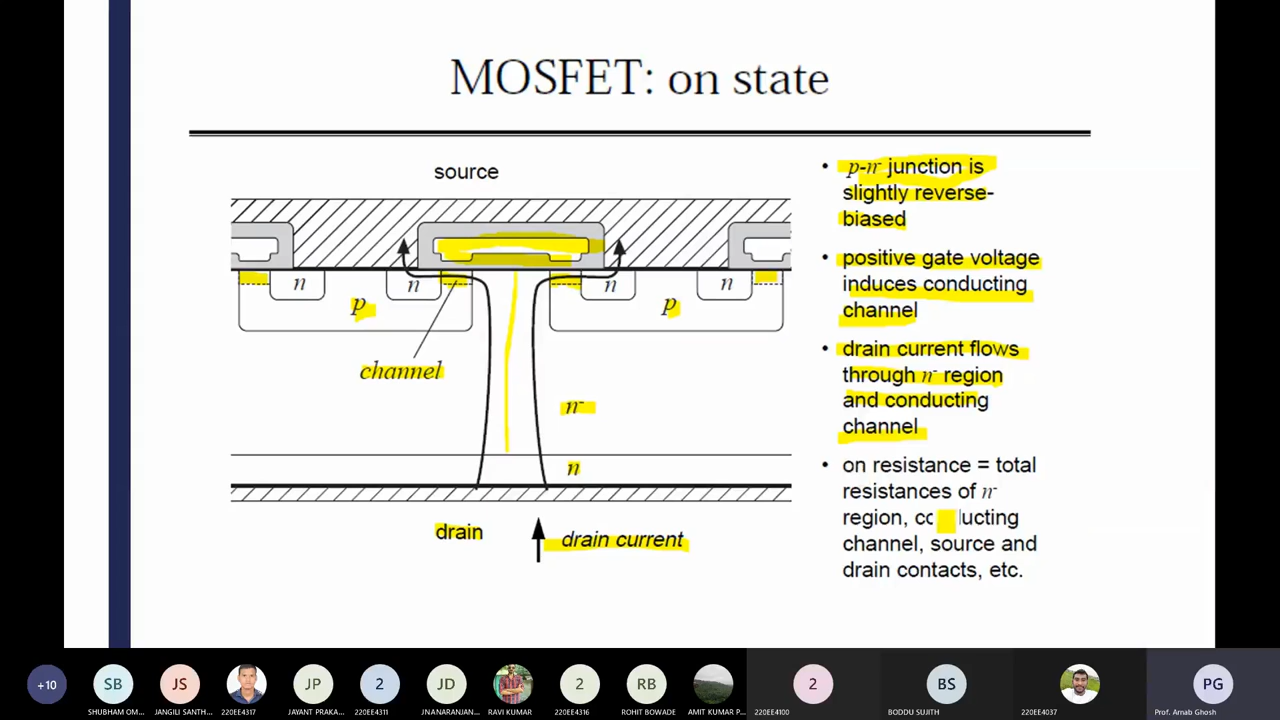 MOSFET: on state
source
n
n
n
n
p
p
channel
n-
n
drain
drain current
• p-n- junction is
slightly reverse-
biased
• positive gate voltage
induces conducting
channel
• drain current flows
through n- region
and conducting
channel
• on resistance = total
resistances of n-
region, co lucting
channel, source and
drain contacts, etc.
+10
SB
JS
JP
2
JD
2
RB
2
BS
PG
SHUBHAM OM...
JANGILI SANTH...
220EE4317
JAYANT PRAKA...
220EE4311
JNANARANJAN...
RAVI KUMAR
220EE4316
ROHIT BOWADE
AMIT KUMAR P...
220EE4100
BODDU SUJITH
220EE4037
Prof. Arnab Ghosh